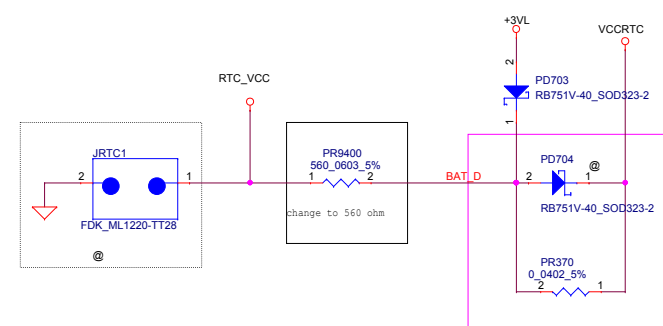 +3VL
VCCRTC
2
PD703
RB751V-40_SOD323-2
1
RTC_VCC
JRTC1
2
1
FDK_ML1220-TT28
@
PR9400
560_0603_5%
1
2
change to 560 ohm
BAT_D
PD704
@
2
1
RB751V-40_SOD323-2
PR370
0_0402_5%
2
1